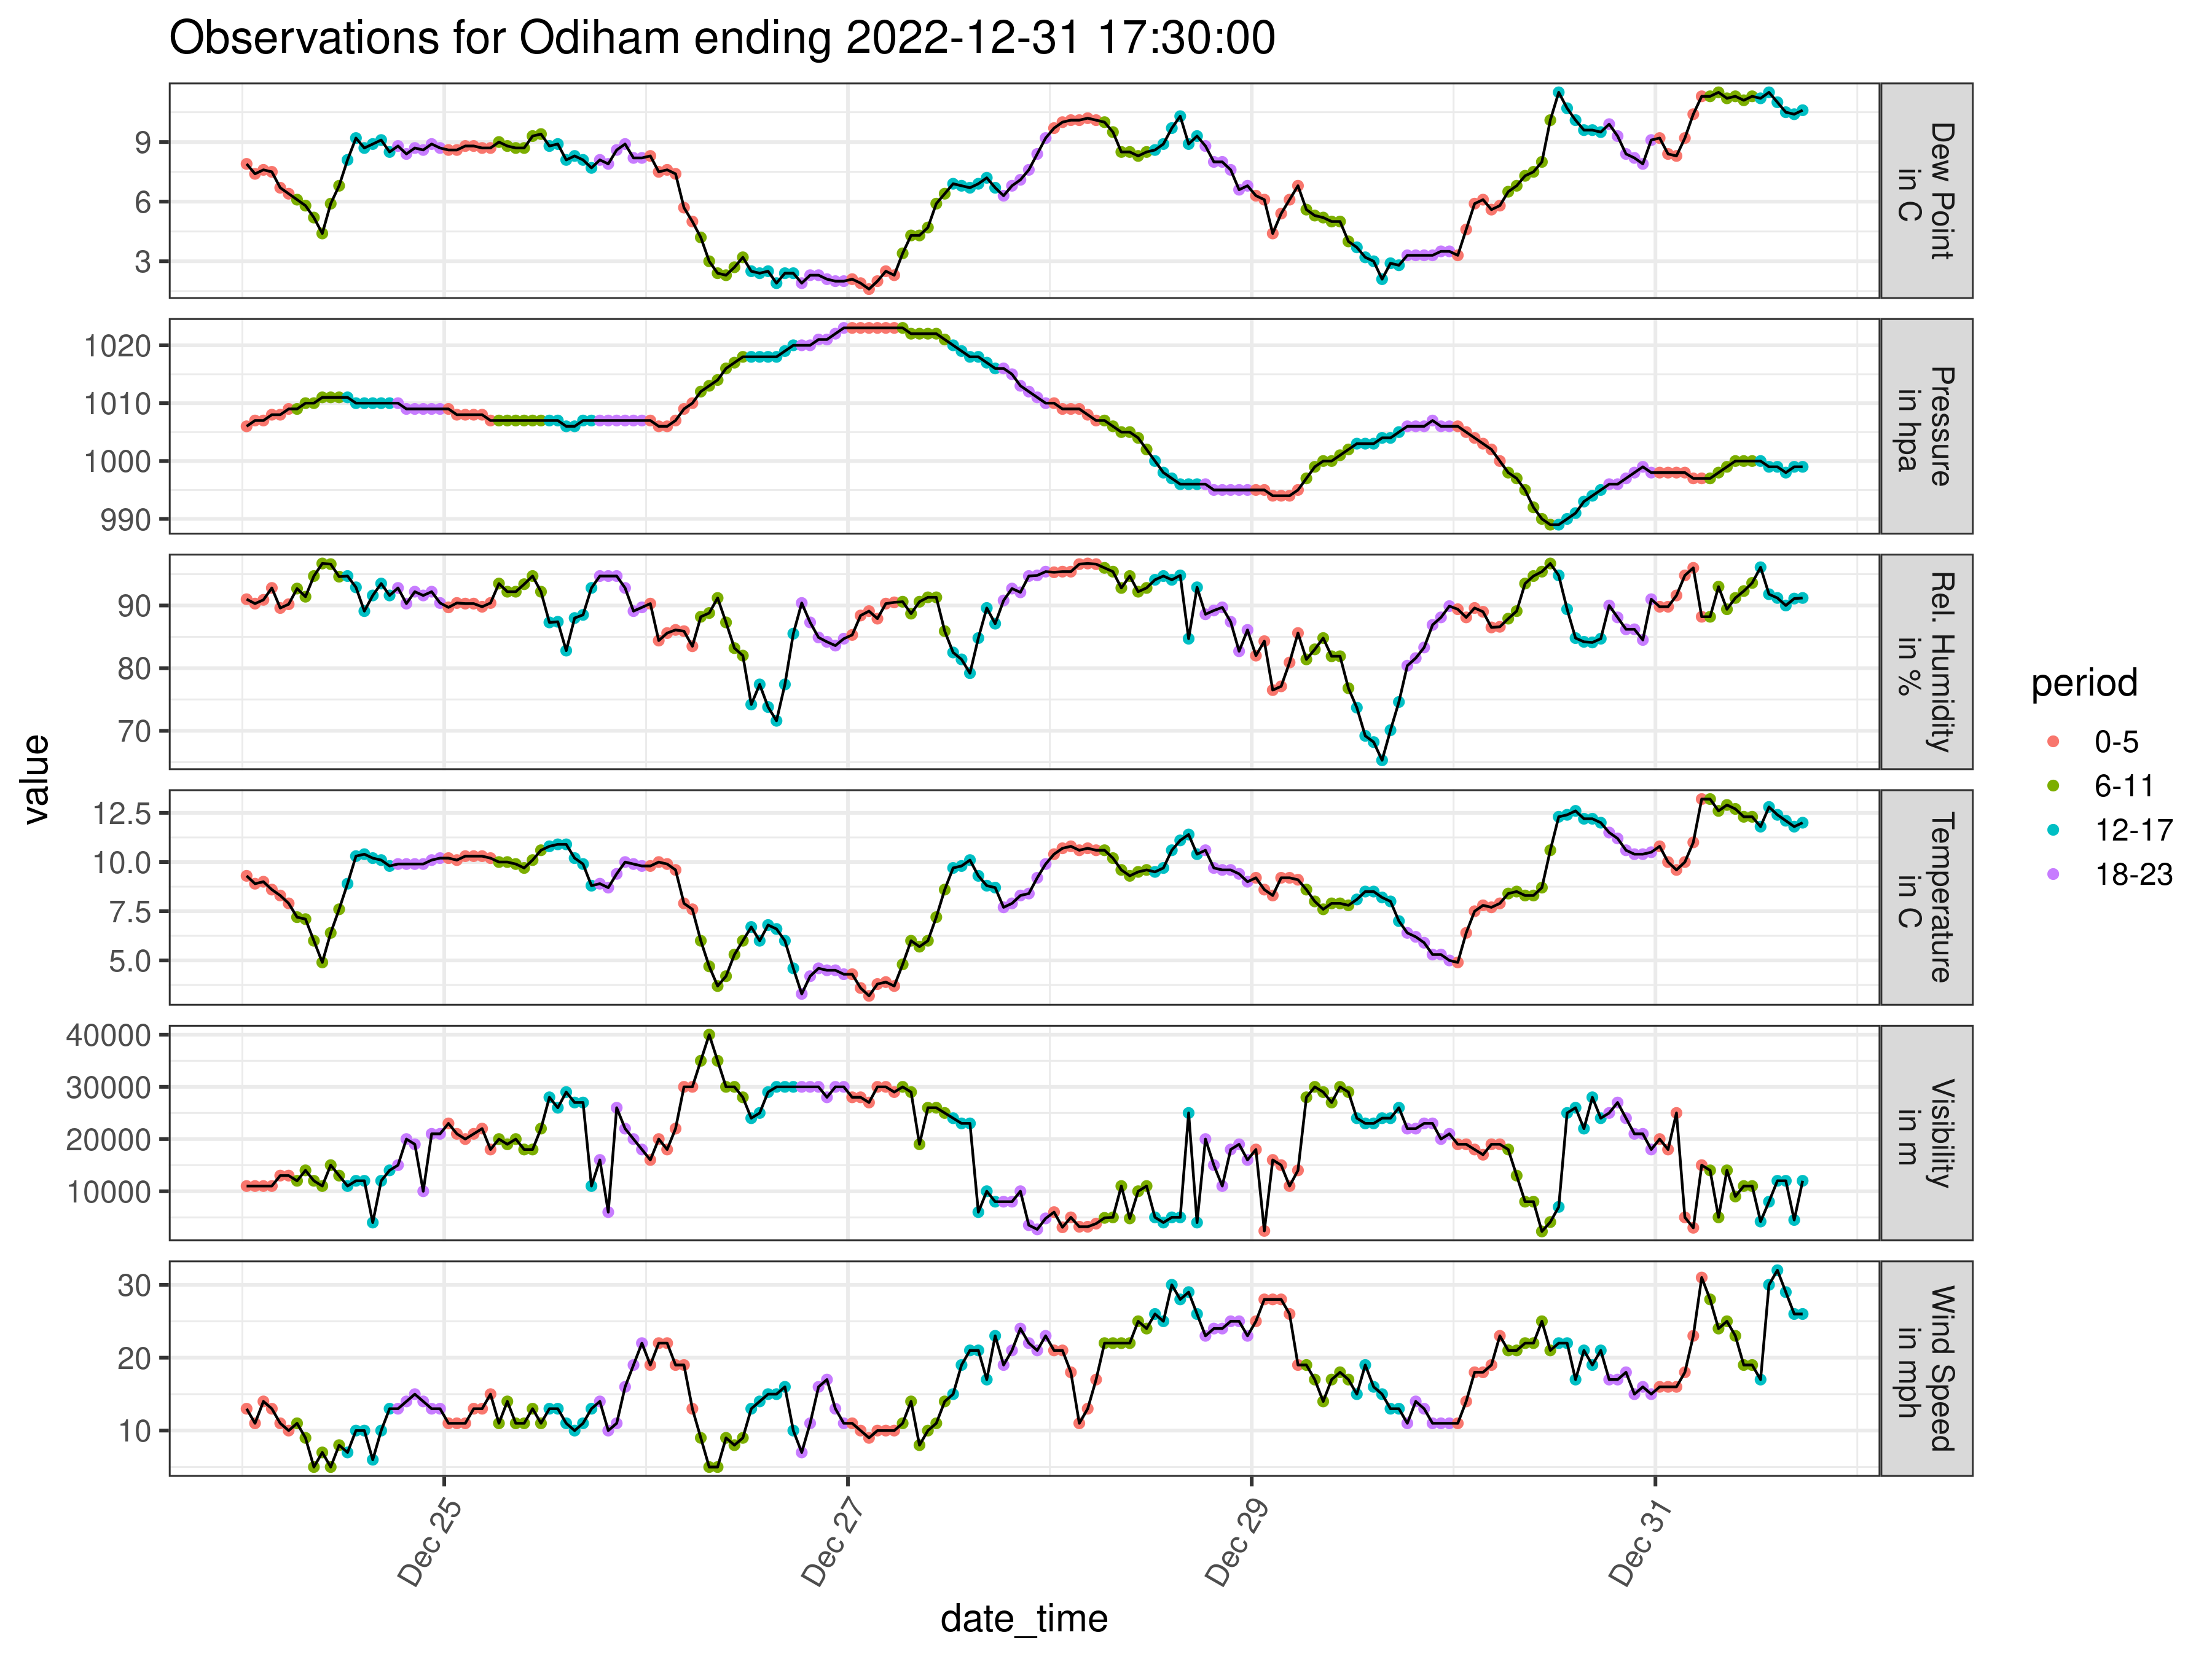 Observations for Odiham ending 2022-12-31 17:30:00
value
9
6
3
Dew Point
in C
1020
1010
1000
990
Pressure
in hpa
90
80
70
Rel. Humidity
in %
12.5
10.0
7.5
5.0
Temperature
in C
40000
30000
20000
10000
Visibility
in m
30
20
10
Wind Speed
in mph
Dec 25
Dec 27
Dec 29
Dec 31
date_time
period
0-5
6-11
12-17
18-23